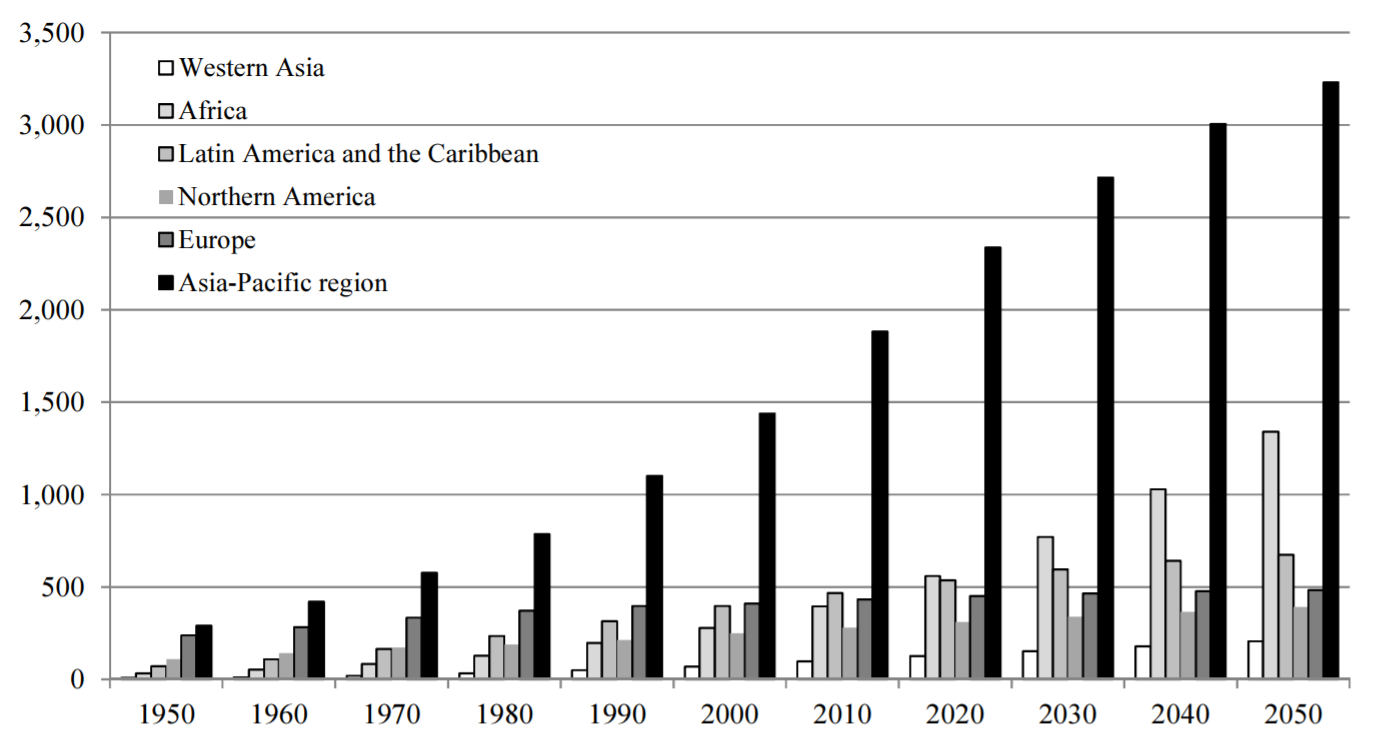 3,500
Western Asia
Africa
3,000
Latin America and the Caribbean
Northern America
2,500
Europe
Asia-Pacific region
2,000
1,500
1,000
500
0
1950 1960 1970 1980 1990 2000 2010 2020 2030 2040 2050